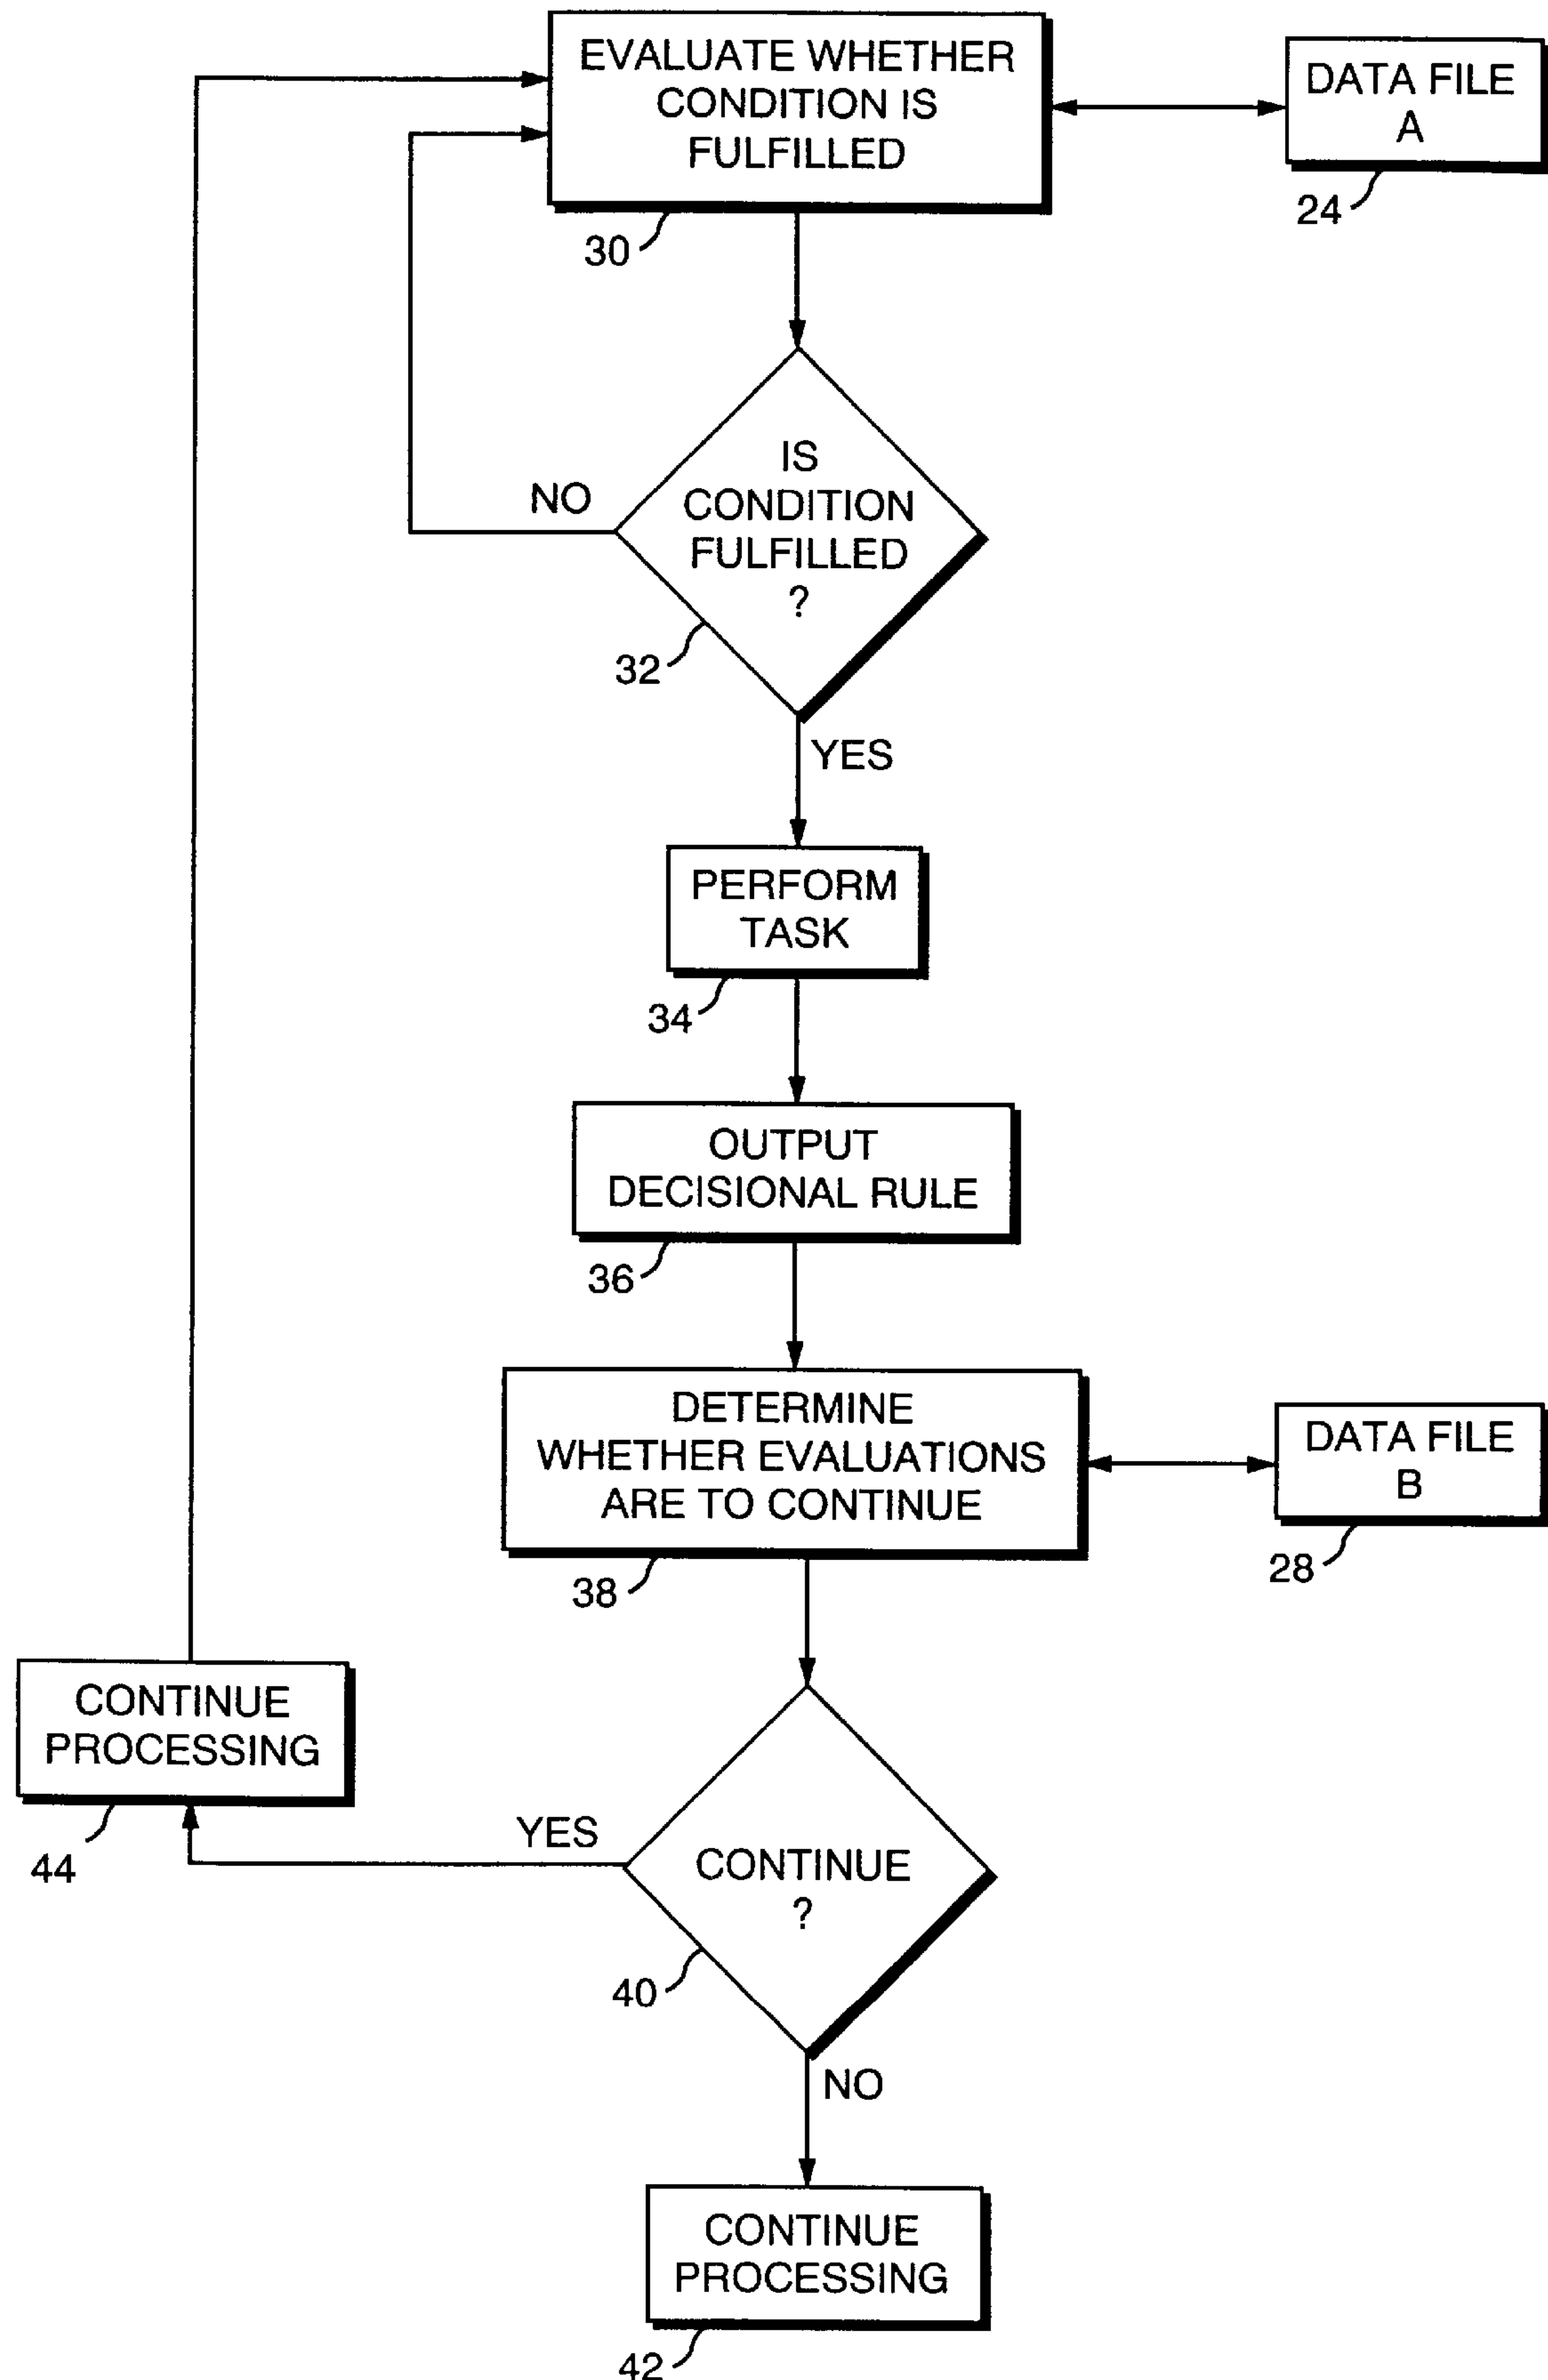 EVALUATE WHETHER
CONDITION IS
FULFILLED
30
DATA FILE
A
24
IS
CONDITION
FULFILLED
?
NO
32
YES
PERFORM
TASK
34
OUTPUT
DECISIONAL RULE
36
DETERMINE
WHETHER EVALUATIONS
ARE TO CONTINUE
38
DATA FILE
B
28
CONTINUE
PROCESSING
44
YES
CONTINUE
?
40
NO
CONTINUE
PROCESSING
42